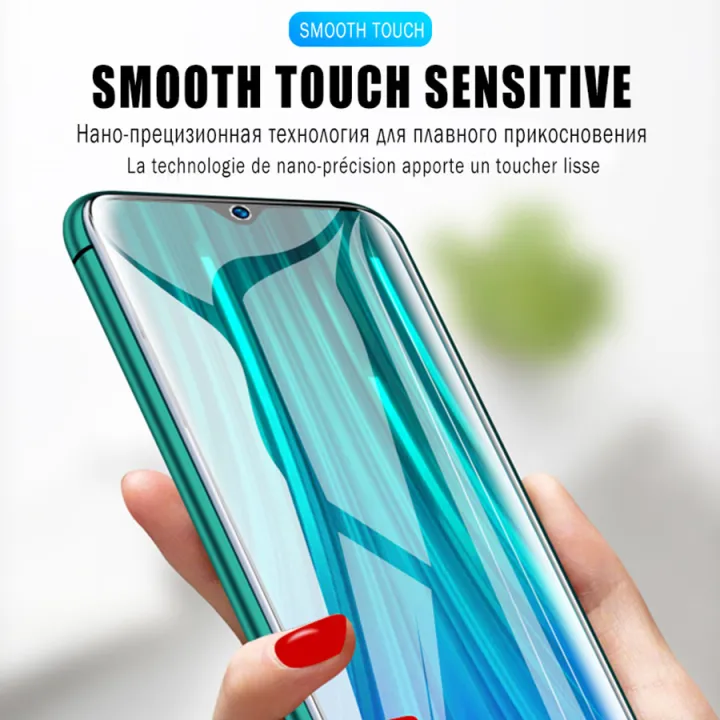 SMOOTH TOUCH
SMOOTH TOUCH SENSITIVE
Нано-прецизионная технология для плавного прикосновения
La technologie de nano-précision apporte un toucher lisse